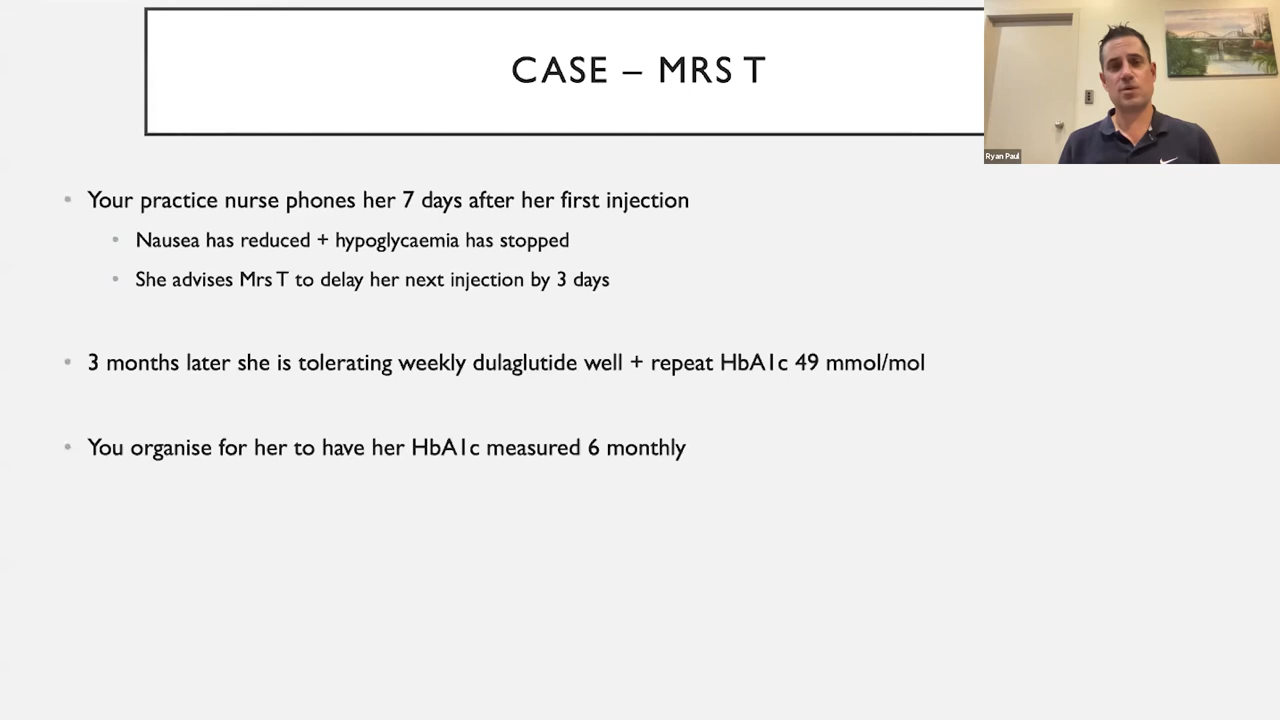 CASE – MRS T
Ryan Paul
• Your practice nurse phones her 7 days after her first injection
• Nausea has reduced + hypoglycaemia has stopped
• She advises Mrs T to delay her next injection by 3 days
• 3 months later she is tolerating weekly dulaglutide well + repeat HbA1c 49 mmol/mol
• You organise for her to have her HbA1c measured 6 monthly